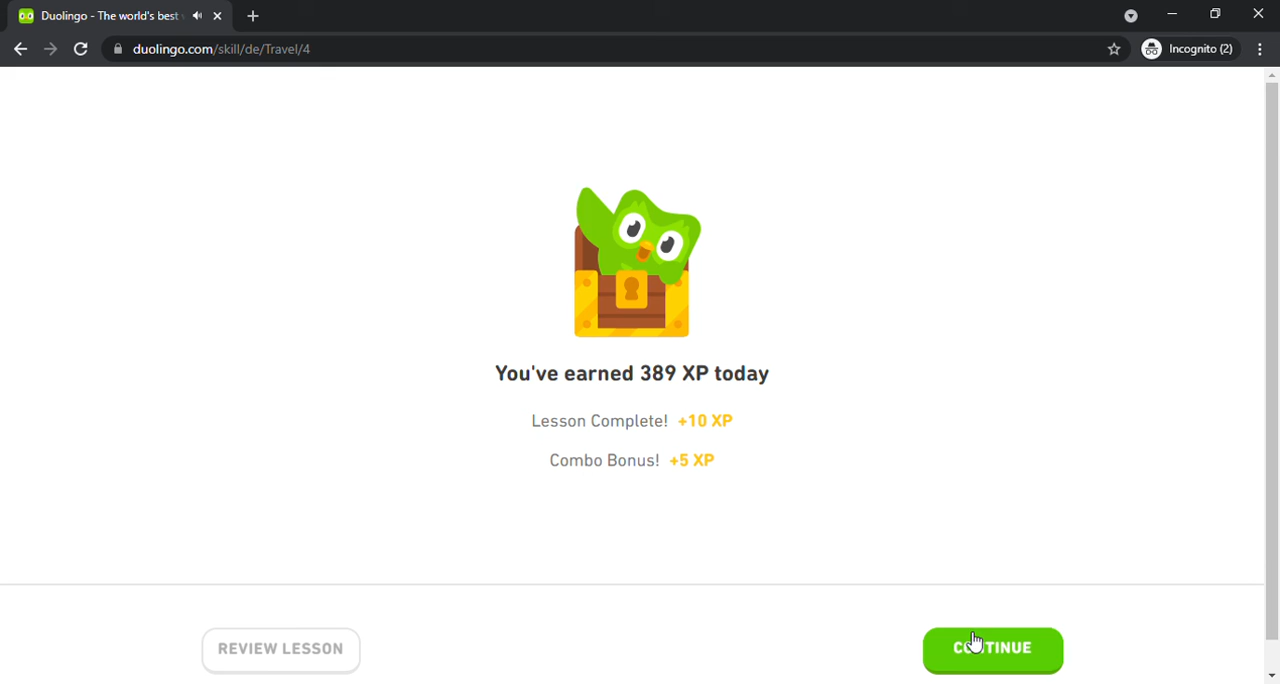 Duolingo - The world's best
duolingo.com/skill/de/Travel/4
Incognito (2)
You've earned 389 XP today
Lesson Complete! +10 XP
Combo Bonus! +5 XP
REVIEW LESSON
CONTINUE